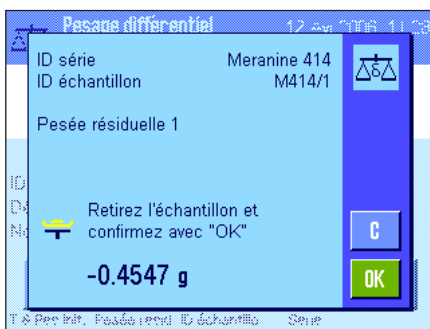 Pesage différentiel
ID série Meranine 414
ID échantillon M414/1
Pesée résiduelle 1
Retirez l'échantillon et
confirmez avec "OK"
C
-0.4547 g
OK